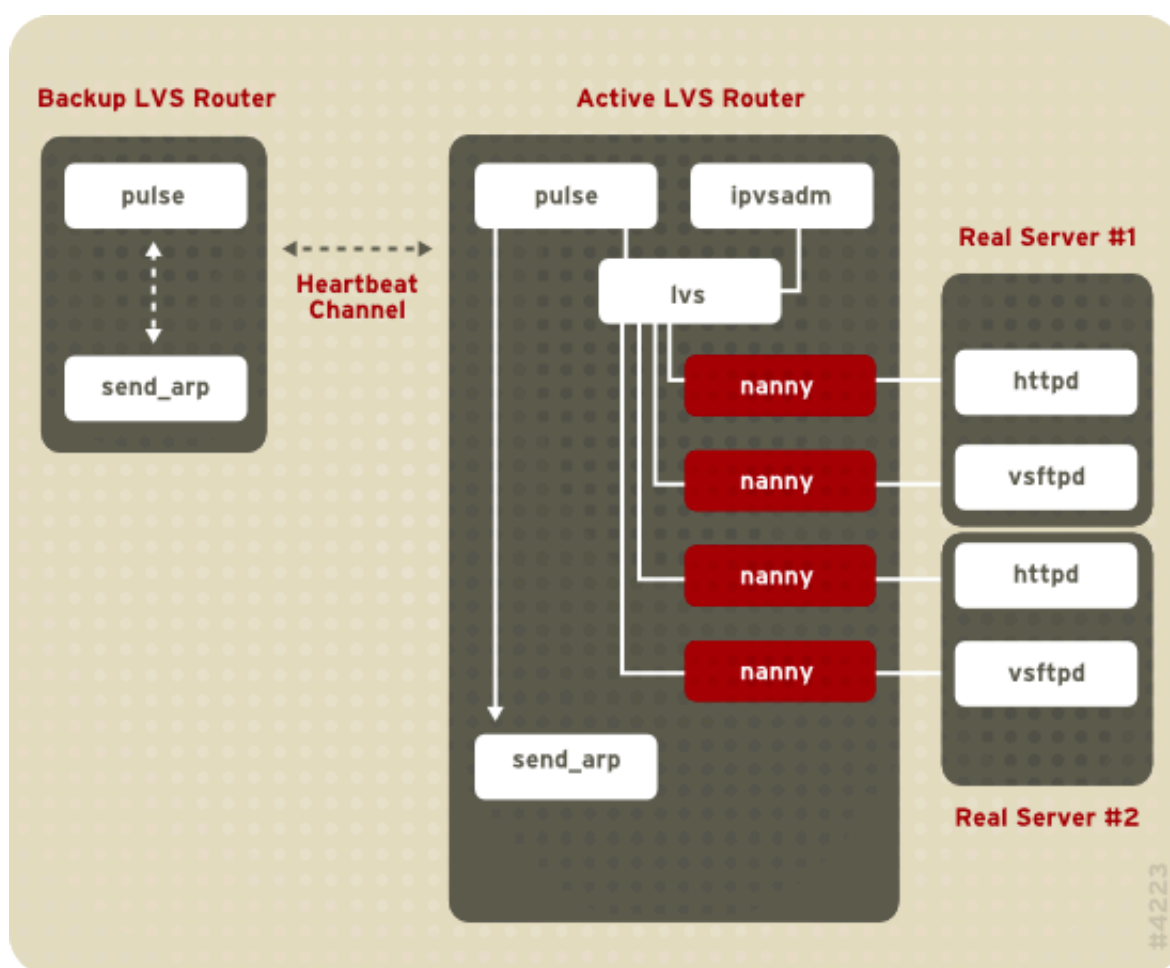 Backup LVS Router
pulse
send_arp
Heartbeat
Channel
Active LVS Router
pulse
ipvsadm
lvs
nanny
nanny
nanny
nanny
send_arp
Real Server #1
httpd
vsftpd
httpd
vsftpd
Real Server #2
#4223